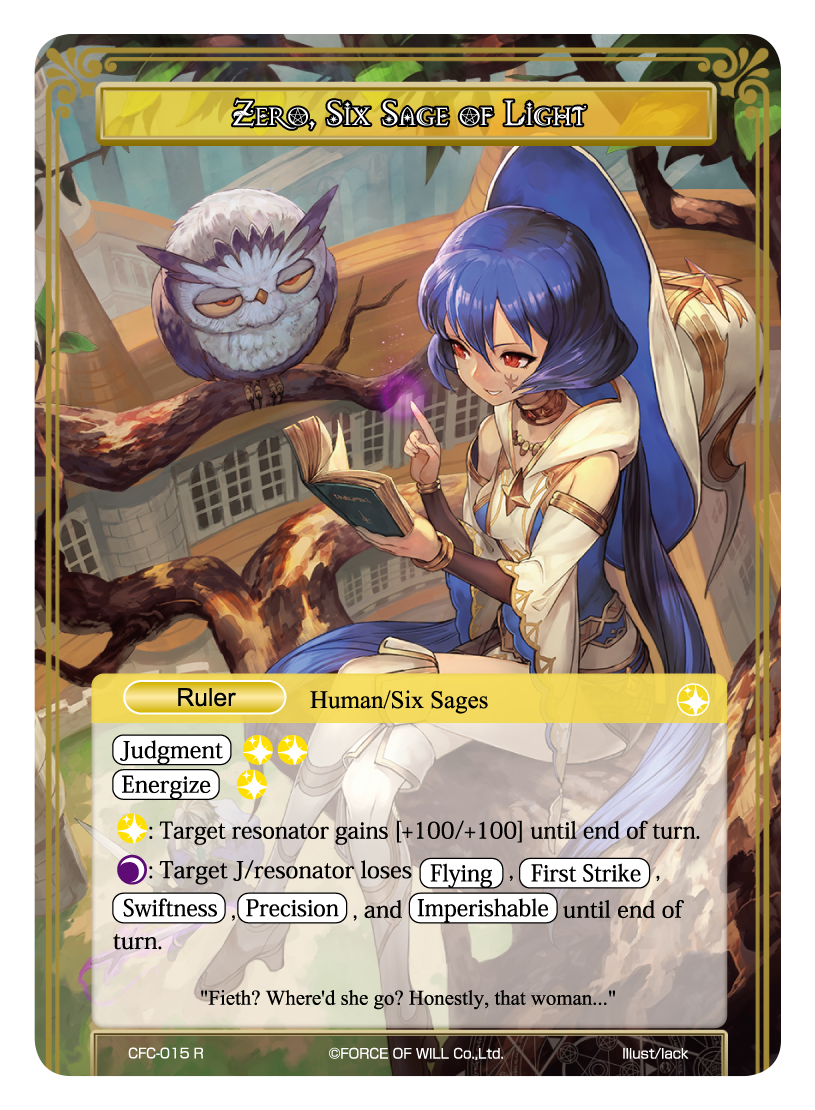 Zero, Six Sage of Light
Ruler Human/Six Sages
Judgment
Energize
: Target resonator gains [+100/+100] until end of turn.
: Target J/resonator loses Flying , First Strike ,
Swiftness , Precision , and Imperishable until end of
turn.
"Fieth? Where'd she go? Honestly, that woman..."
CFC-015 R ©FORCE OF WILL Co.,Ltd. Illust/lack